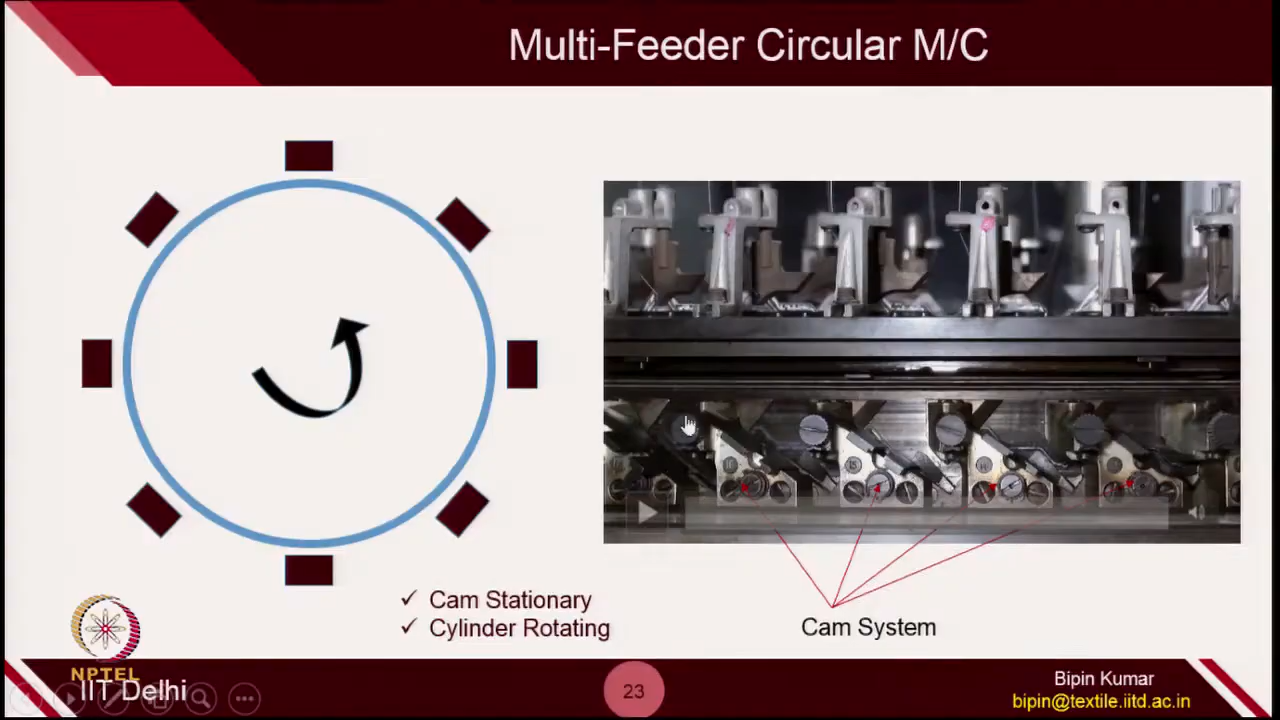 Multi-Feeder Circular M/C
✓ Cam Stationary
✓ Cylinder Rotating
Cam System
NPTEL
IIT Delhi
23
Bipin Kumar
bipin@textile.iitd.ac.in